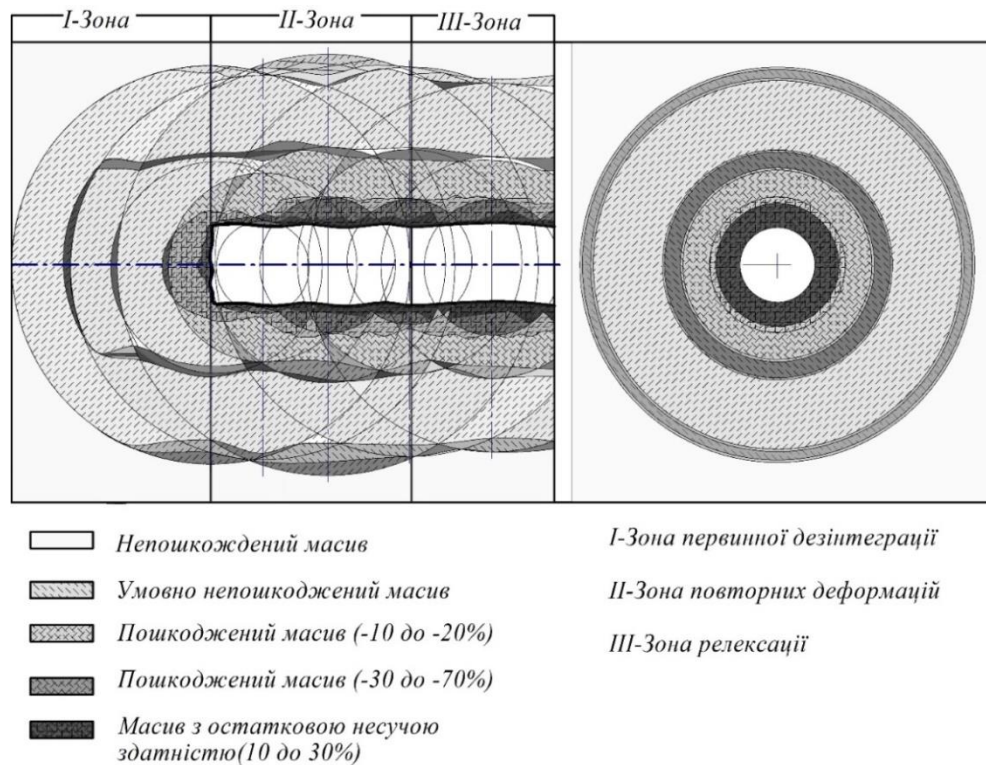 I-Зона
II-Зона
III-Зона
Непошкождений масив
Умовно непошкоджений масив
Пошкоджений масив (-10 до -20%)
Пошкоджений масив (-30 до -70%)
Масив з остатковою несучою
здатністю(10 до 30%)
I-Зона первинної дезінтеграції
II-Зона повторних деформацій
III-Зона релексації